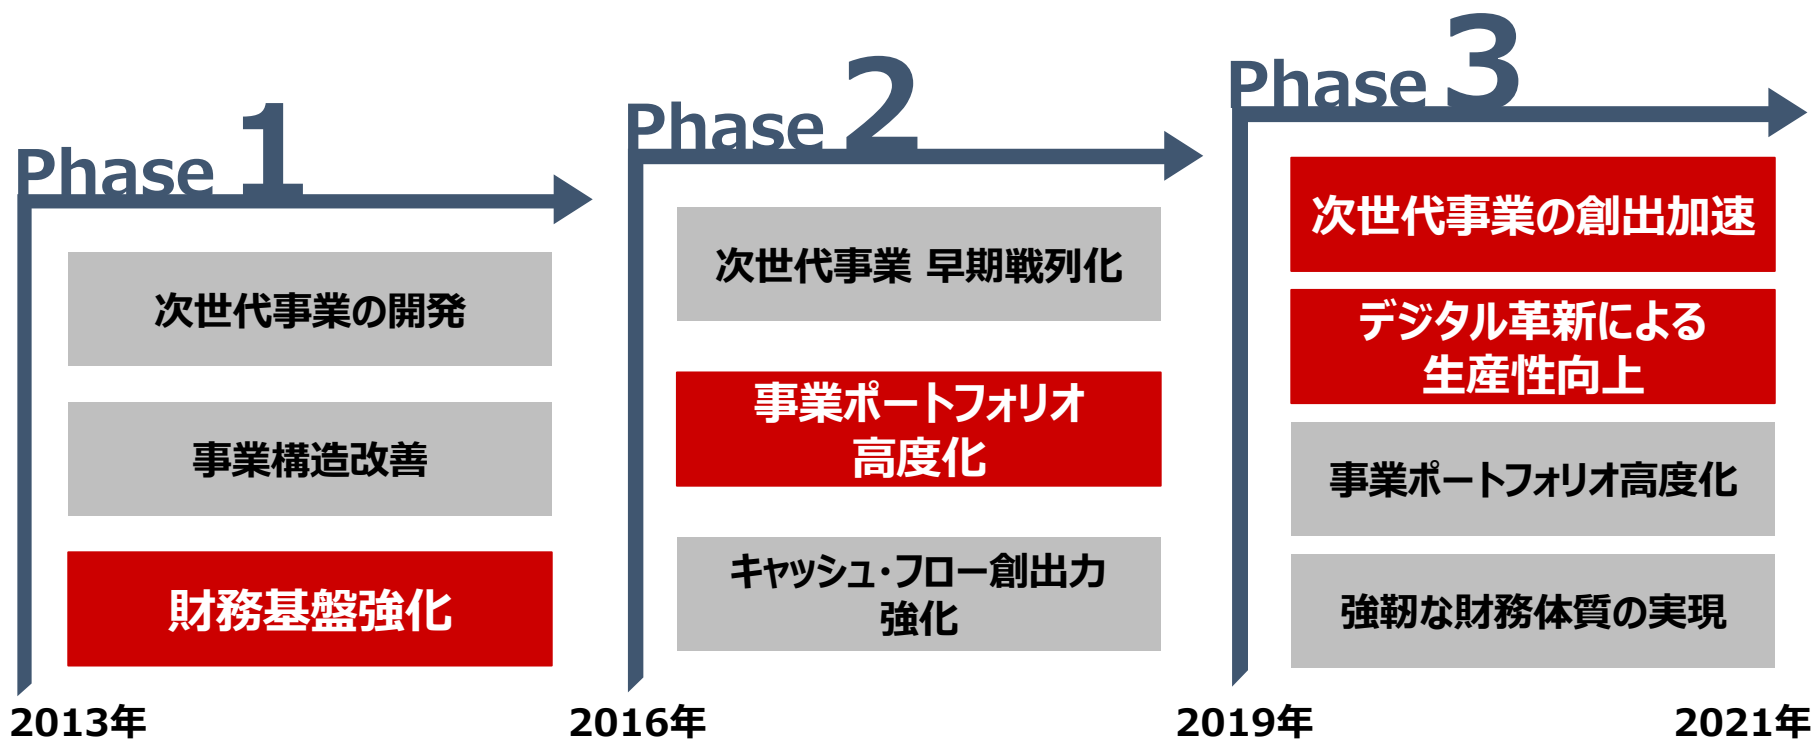 Phase 1
次世代事業の開発
事業構造改善
財務基盤強化
2013年
Phase 2
次世代事業 早期戦列化
事業ポートフォリオ
高度化
キャッシュ・フロー創出力
強化
2016年
Phase 3
次世代事業の創出加速
デジタル革新による
生産性向上
事業ポートフォリオ高度化
強靭な財務体質の実現
2019年
2021年